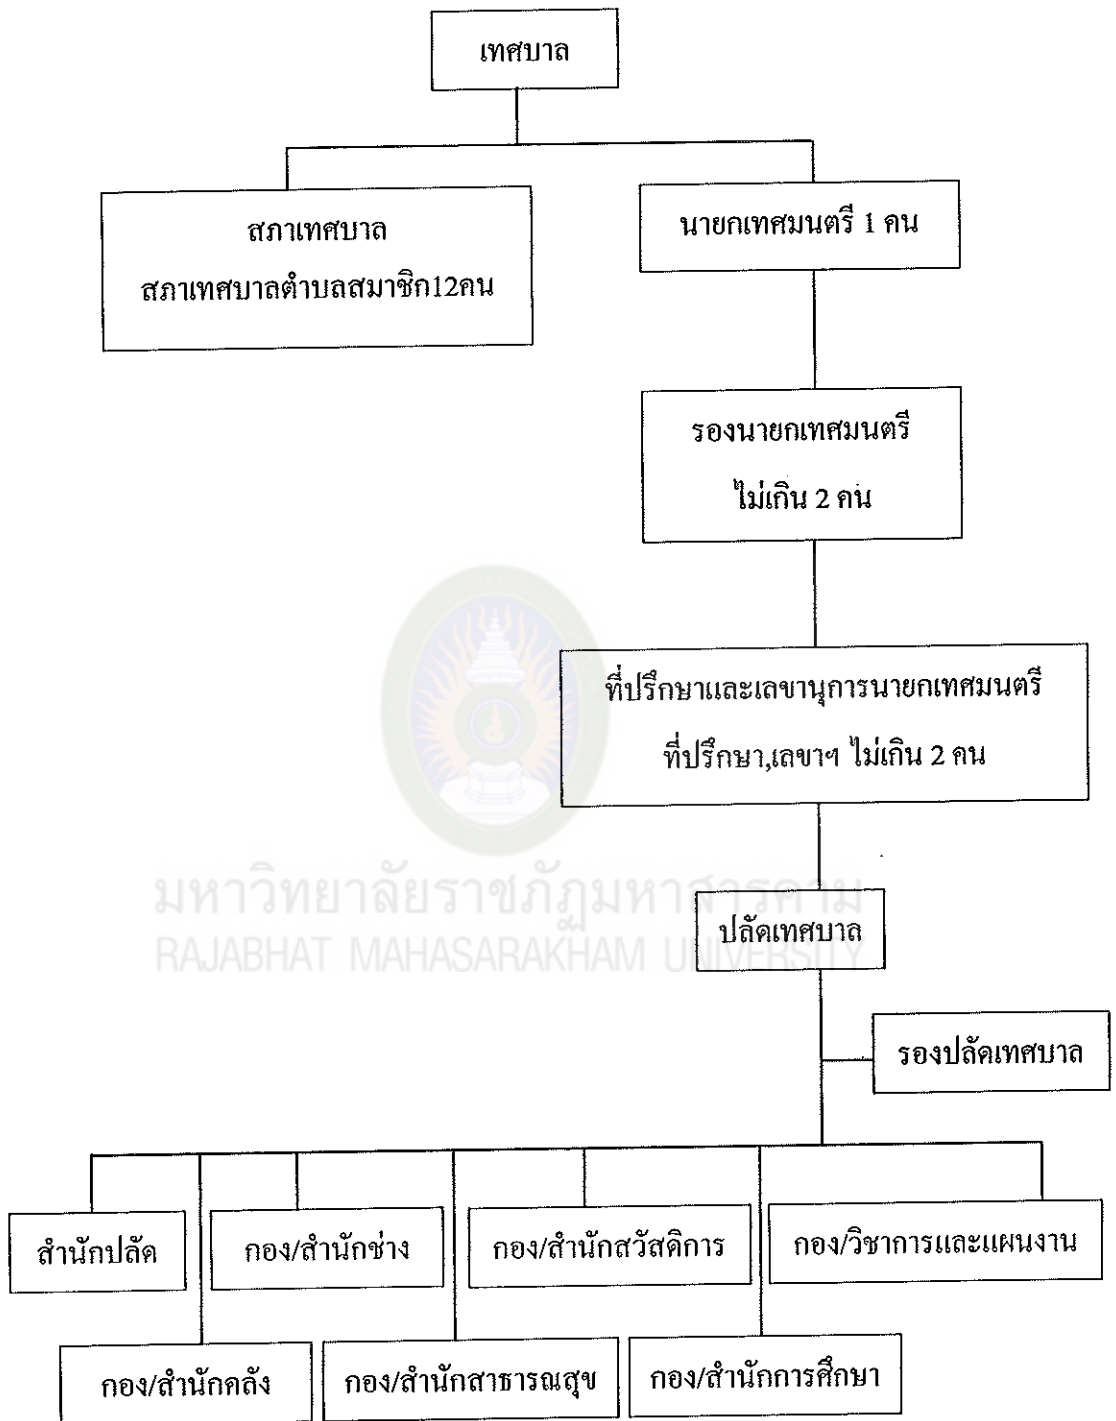 เทศบาล
สภาเทศบาล
สภาเทศบาลตำบลสมาชิก12คน
นายกเทศมนตรี 1 คน
รองนายกเทศมนตรี
ไม่เกิน 2 คน
ที่ปรึกษาและเลขานุการนายกเทศมนตรี
ที่ปรึกษา,เลขาฯ ไม่เกิน 2 คน
มหาวิทยาลัยราชภัฏมหาสารคาม
RAJABHAT MAHASARAKHAM UNIVERSITY
ปลัดเทศบาล
รองปลัดเทศบาล
สำนักปลัด
กอง/สำนักช่าง
กอง/สำนักสวัสดิการ
กอง/วิชาการและแผนงาน
กอง/สำนักคลัง
กอง/สำนักสาธารณสุข
กอง/สำนักการศึกษา